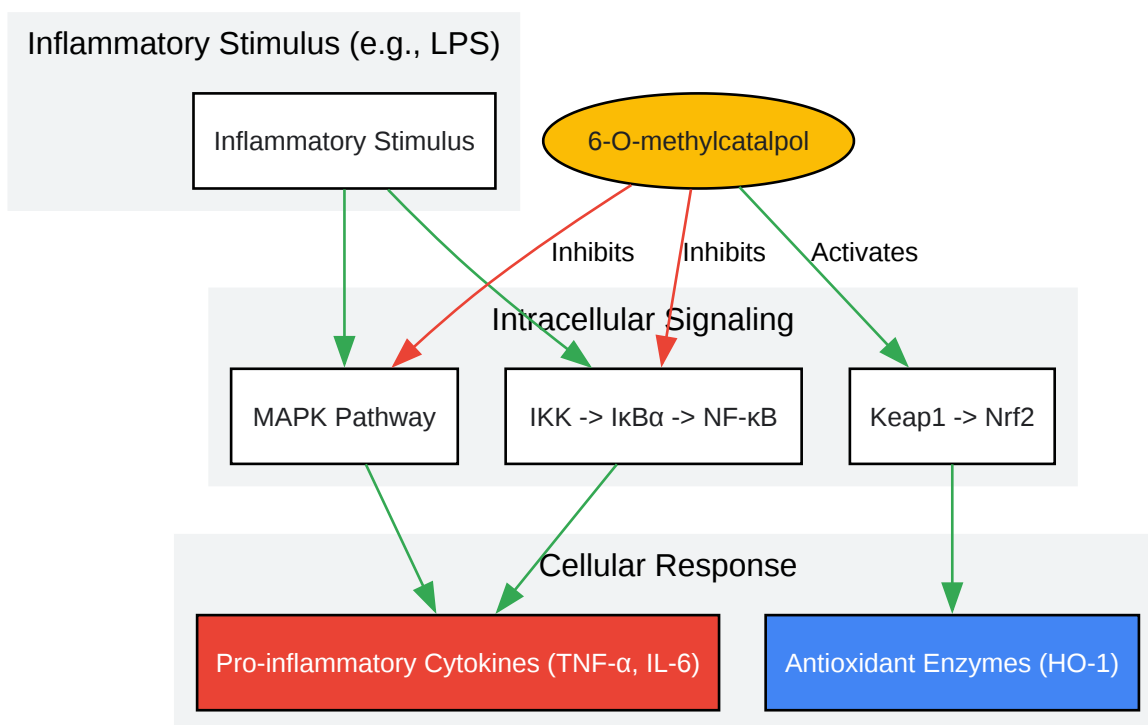 Inflammatory Stimulus (e.g., LPS)
Inflammatory Stimulus
6-O-methylcatalpol
Inhibits
Inhibits
Activates
Intracellular Signaling
MAPK Pathway
IKK -> IκBα -> NF-κB
Keap1 -> Nrf2
Cellular Response
Pro-inflammatory Cytokines (TNF-α, IL-6)
Antioxidant Enzymes (HO-1)